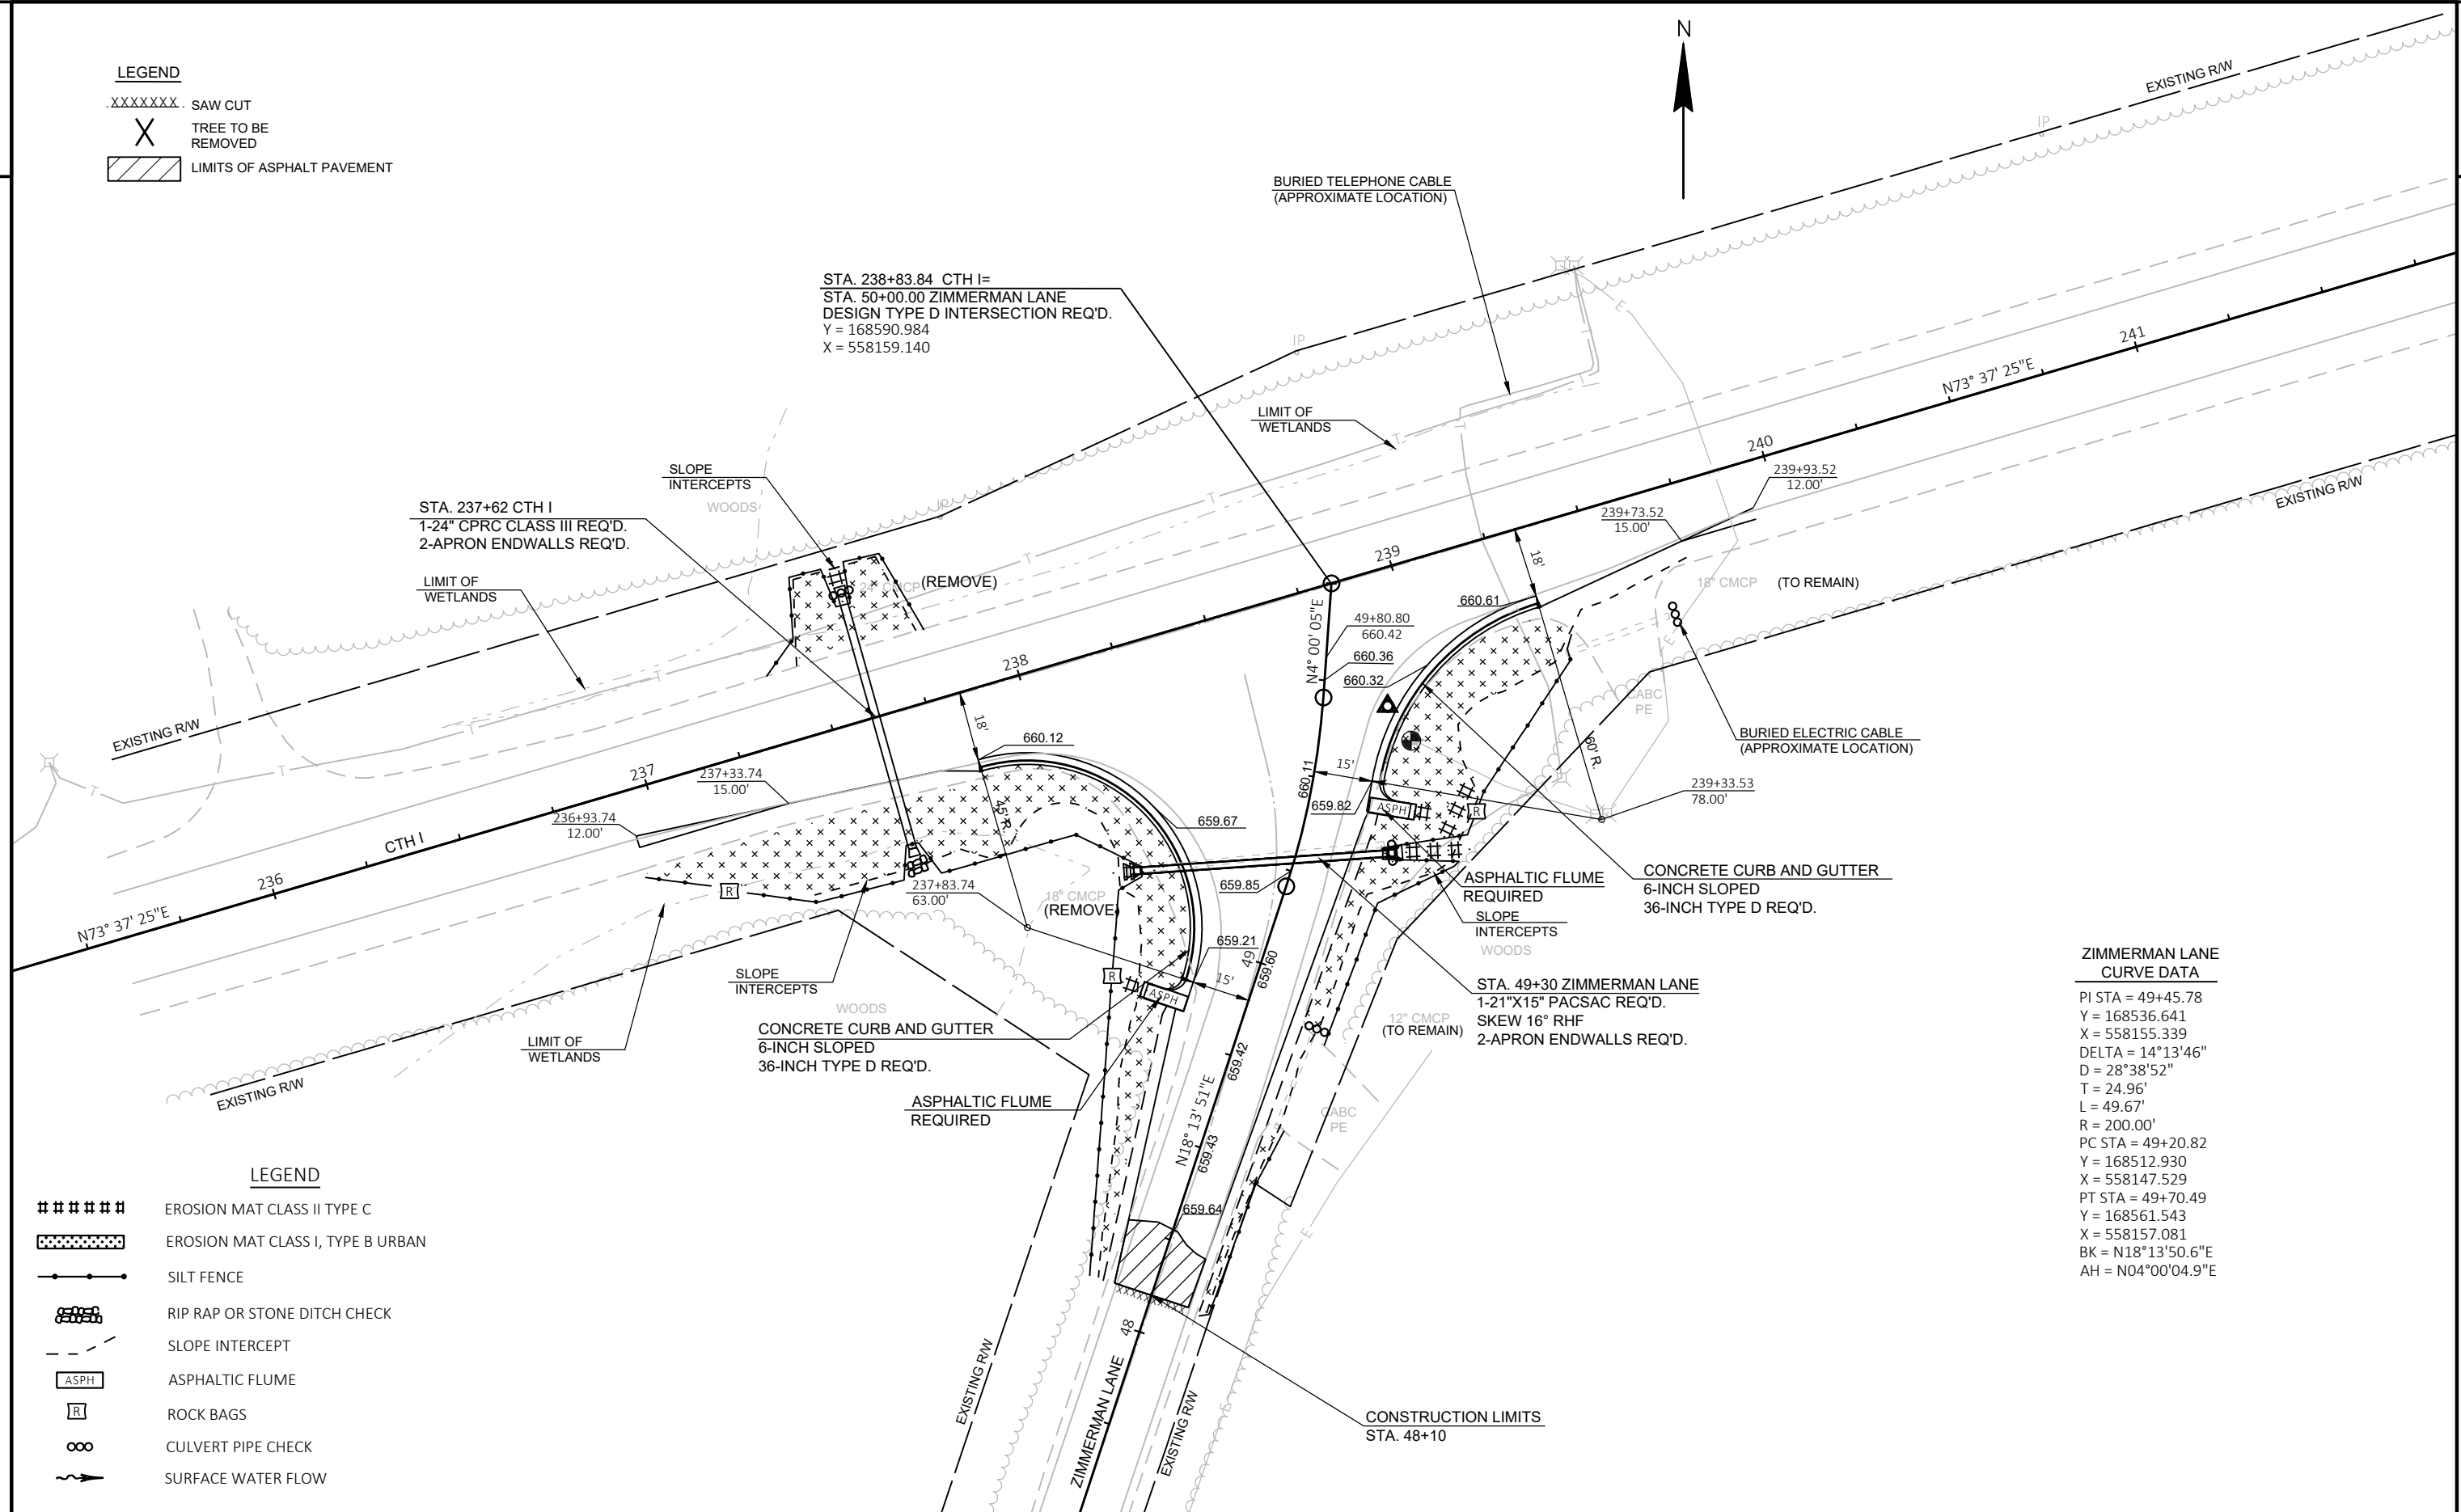 LEGEND
XXXXXXX SAW CUT
TREE TO BE
REMOVED
LIMITS OF ASPHALT PAVEMENT
N
EXISTING R/W
IP
BURIED TELEPHONE CABLE
(APPROXIMATE LOCATION)
STA. 238+83.84 CTH I=
STA. 50+00.00 ZIMMERMAN LANE
DESIGN TYPE D INTERSECTION REQ'D.
Y = 168590.984
X = 558159.140
E
IP
T
241
N73° 37' 25"E
LIMIT OF
WETLANDS
T
T
240
239+93.52
12.00'
EXISTING R/W
SLOPE
INTERCEPTS
WOODS
IP
T
STA. 237+62 CTH I
1-24" CPRC CLASS III REQ'D.
2-APRON ENDWALLS REQ'D.
239+73.52
15.00'
239
18'
T
LIMIT OF
WETLANDS
24" CMCP (REMOVE)
18" CMCP (TO REMAIN)
660.61
N4° 00' 05"E
49+80.80
660.42
660.36
660.32
E
238
T
CABC
PE
EXISTING R/W
T
18'
660.12
BURIED ELECTRIC CABLE
(APPROXIMATE LOCATION)
60' R.
T
T
237
237+33.74
15.00'
15'
660.11
239+33.53
78.00'
659.82
ASPH
R
236+93.74
12.00'
45' R.
659.67
CTH I
236
R
237+83.74
63.00'
18" CMCP
(REMOVE)
659.85
ASPHALTIC FLUME
REQUIRED
CONCRETE CURB AND GUTTER
6-INCH SLOPED
36-INCH TYPE D REQ'D.
SLOPE
INTERCEPTS
WOODS
N73° 37' 25"E
659.21
49
659.60
15'
R
ASPH
SLOPE
INTERCEPTS
WOODS
ZIMMERMAN LANE
CURVE DATA
PI STA = 49+45.78
Y = 168536.641
X = 558155.339
DELTA = 14°13'46"
D = 28°38'52"
T = 24.96'
L = 49.67'
R = 200.00'
PC STA = 49+20.82
Y = 168512.930
X = 558147.529
PT STA = 49+70.49
Y = 168561.543
X = 558157.081
BK = N18°13'50.6"E
AH = N04°00'04.9"E
STA. 49+30 ZIMMERMAN LANE
1-21"X15" PACSAC REQ'D.
SKEW 16° RHF
2-APRON ENDWALLS REQ'D.
12" CMCP
(TO REMAIN)
CONCRETE CURB AND GUTTER
6-INCH SLOPED
36-INCH TYPE D REQ'D.
LIMIT OF
WETLANDS
659.42
EXISTING R/W
ASPHALTIC FLUME
REQUIRED
N18° 13' 51"E
659.43
CABC
PE
659.64
E
XXXXXXXXXX
48
EXISTING R/W
ZIMMERMAN LANE
EXISTING R/W
E
CONSTRUCTION LIMITS
STA. 48+10
LEGEND
EROSION MAT CLASS II TYPE C
EROSION MAT CLASS I, TYPE B URBAN
SILT FENCE
RIP RAP OR STONE DITCH CHECK
SLOPE INTERCEPT
ASPH ASPHALTIC FLUME
R ROCK BAGS
CULVERT PIPE CHECK
SURFACE WATER FLOW